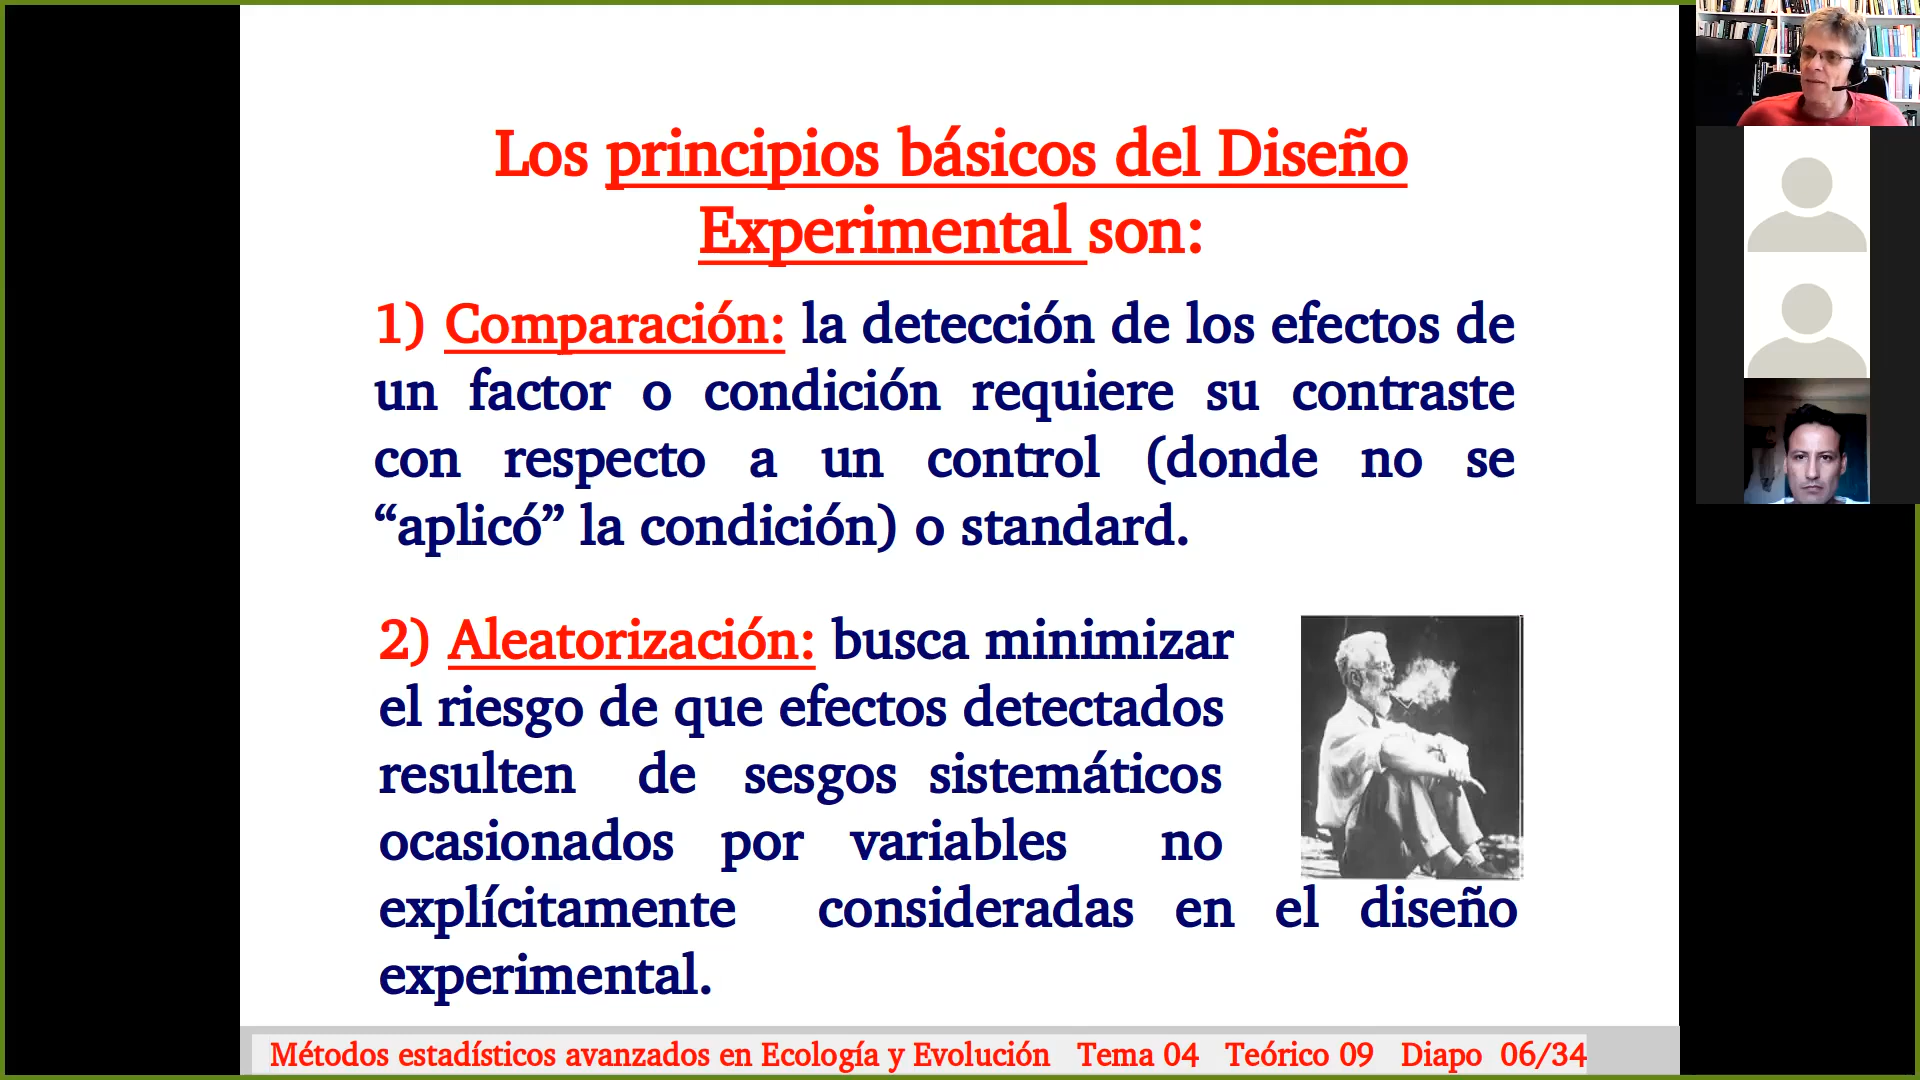 Los principios básicos del Diseño
Experimental son:
1) Comparación: la detección de los efectos de
un factor o condición requiere su contraste
con respecto a un control (donde no se
“aplicó” la condición) o standard.
2) Aleatorización: busca minimizar
el riesgo de que efectos detectados
resulten de sesgos sistemáticos
ocasionados por variables no
explícitamente consideradas en el diseño
experimental.
Métodos estadísticos avanzados en Ecología y Evolución Tema 04 Teórico 09 Diapo 06/34